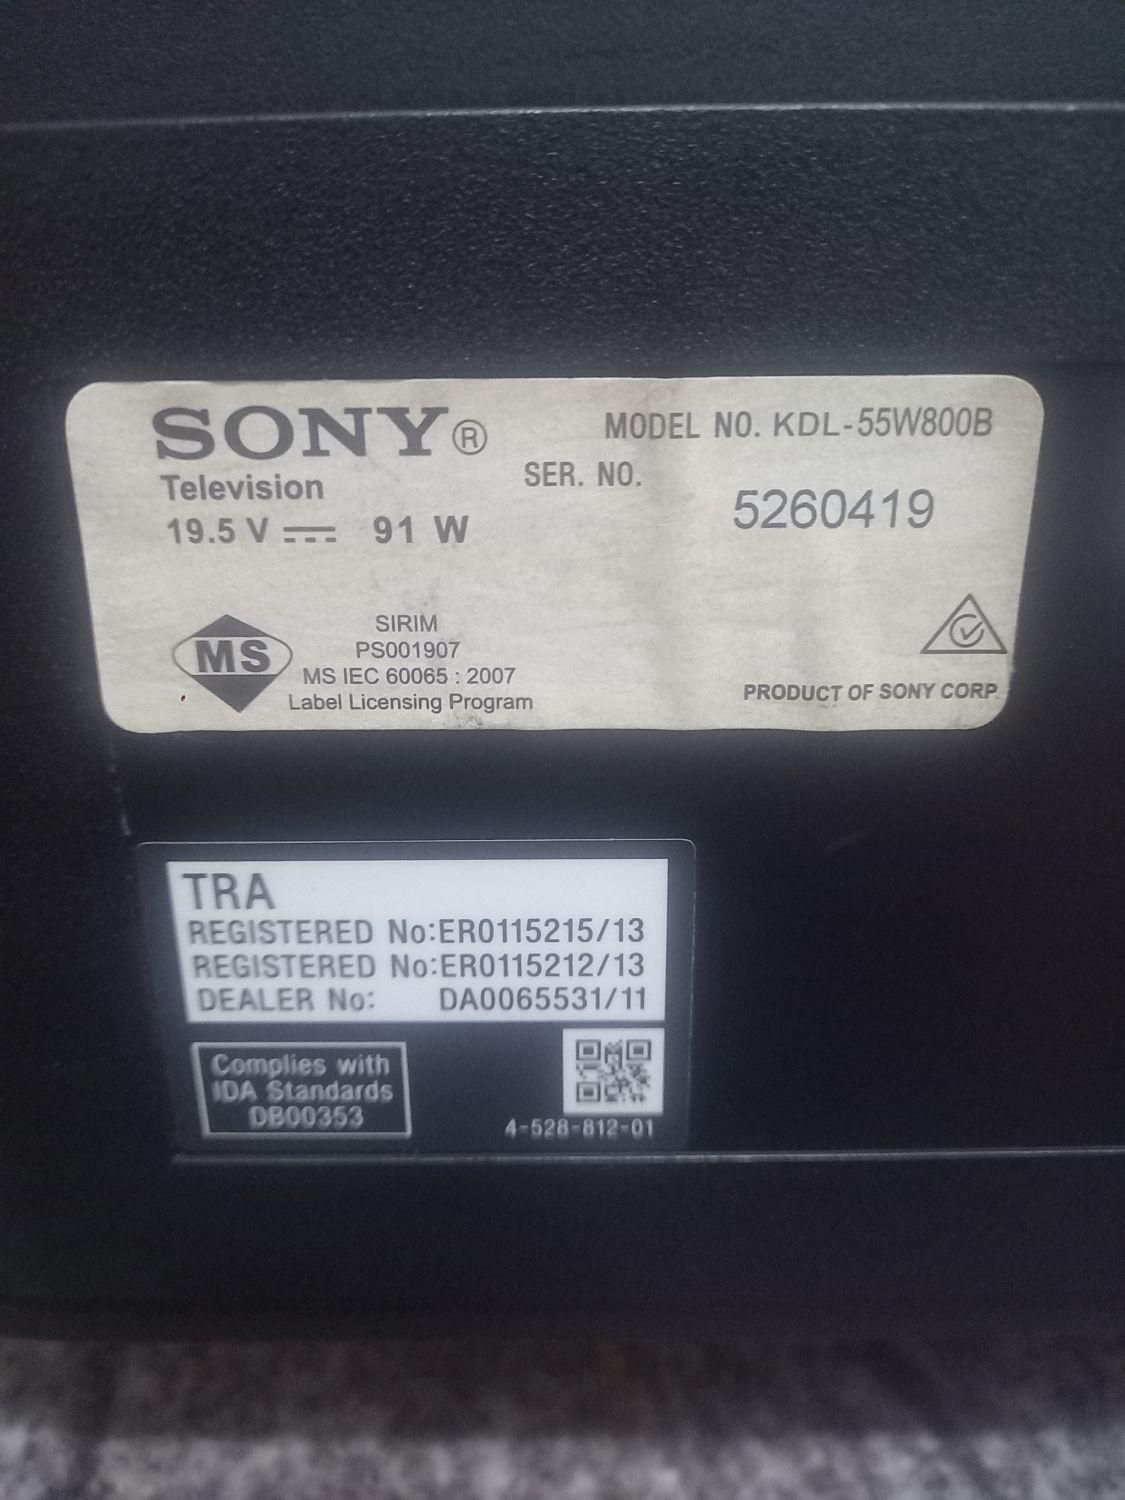 SONY®
MODEL NO. KDL-55W800B
Television
SER. NO.
19.5 V 91 W
5260419
MS
SIRIM
PS001907
MS IEC 60065 : 2007
Label Licensing Program
PRODUCT OF SONY CORP.
TRA
REGISTERED No:ER0115215/13
REGISTERED No:ER0115212/13
DEALER No: DA0065531/11
Complies with
IDA Standards
DB00353
4-528-812-01